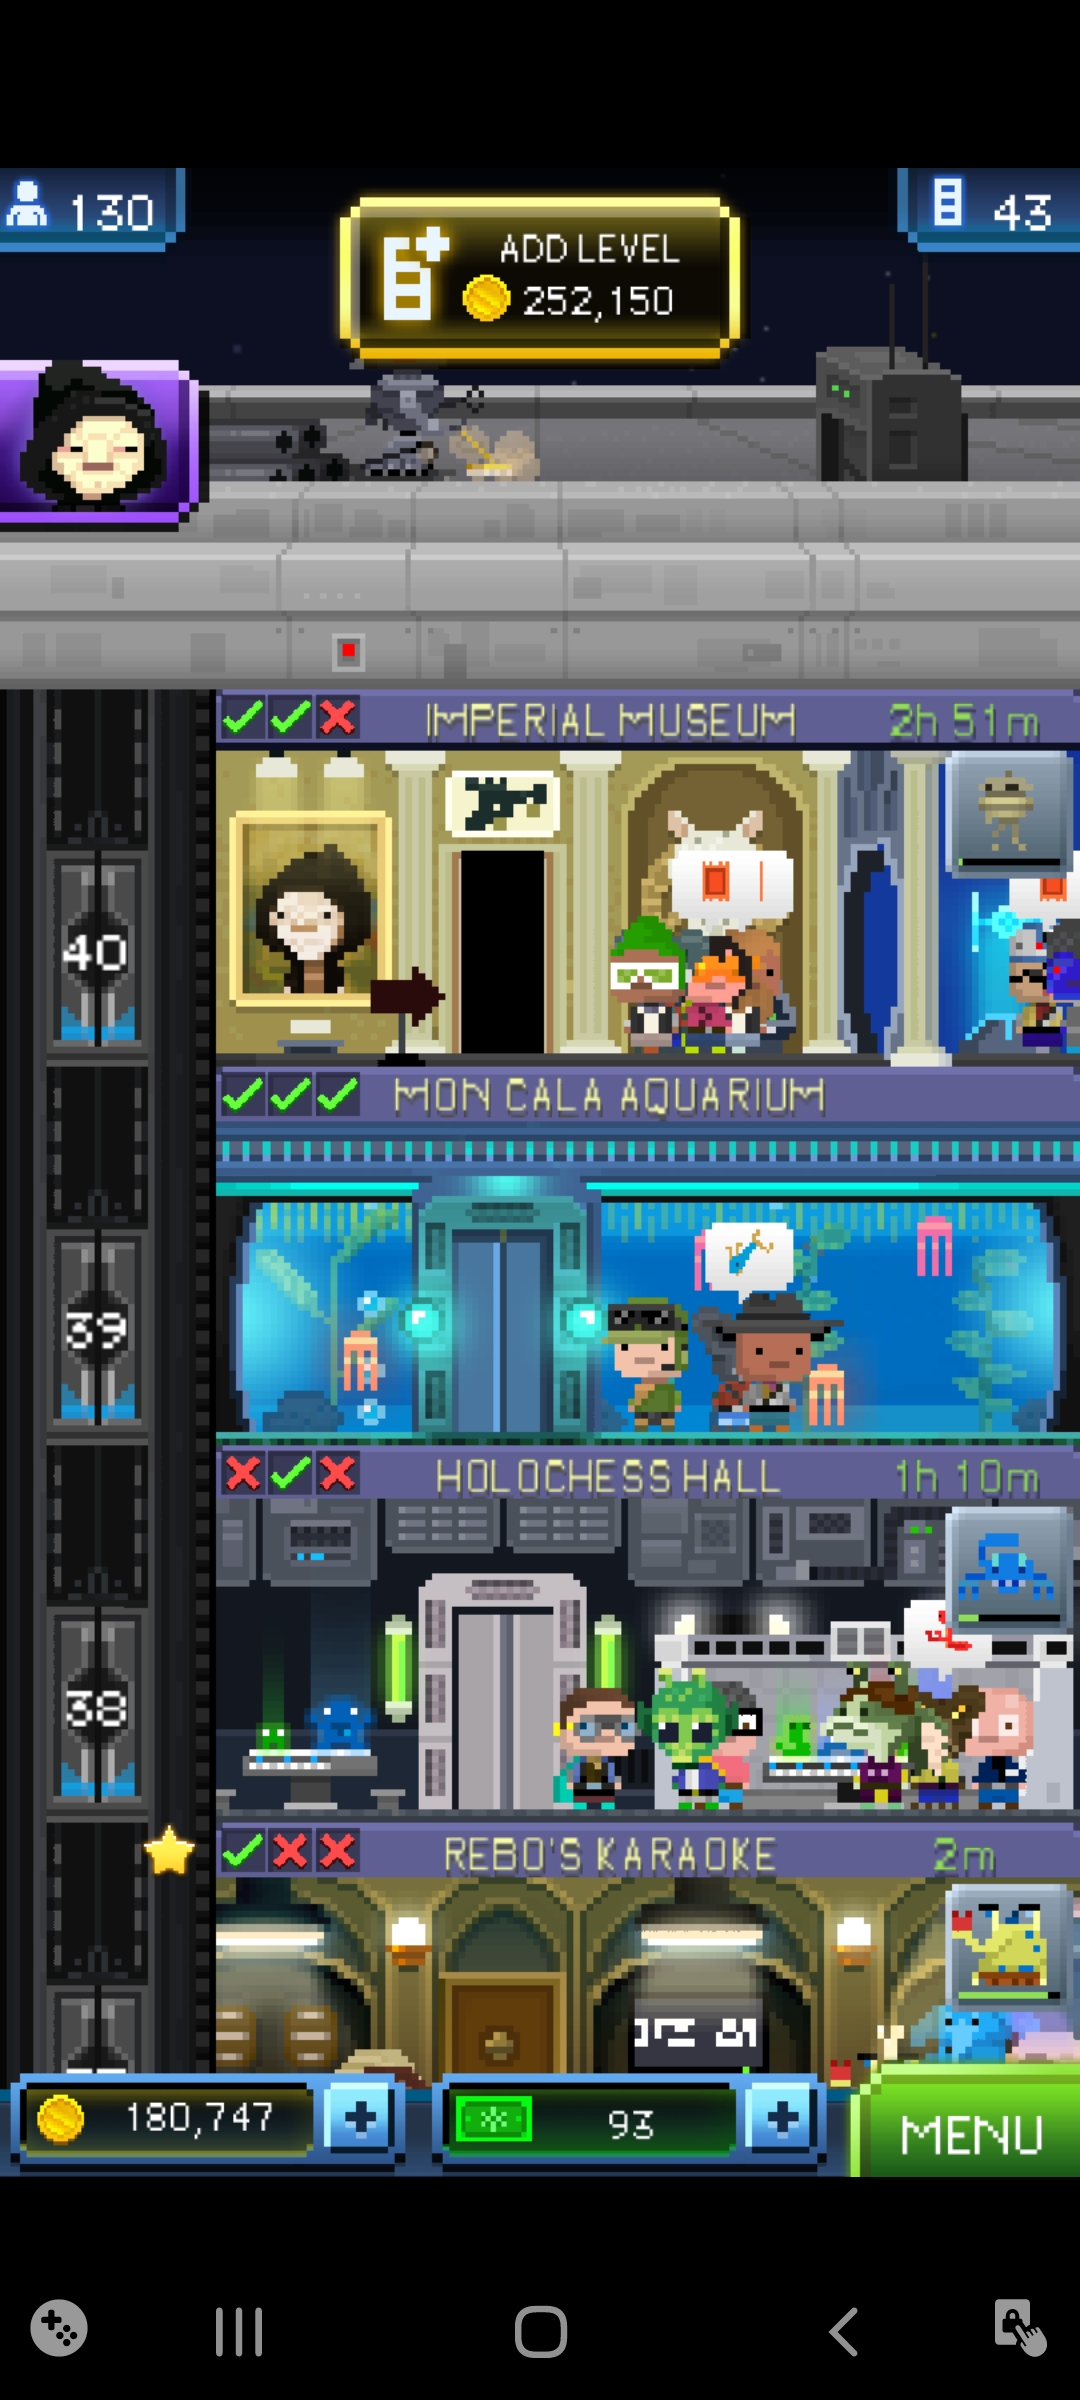 130
ADD LEVEL
252,150
43
IMPERIAL MUSEUM 2h 51m
40
MON CALA AQUARIUM
39
HOLOCHESS HALL 1h 10m
38
REBO'S KARAOKE 2m
180,747
93
MENU